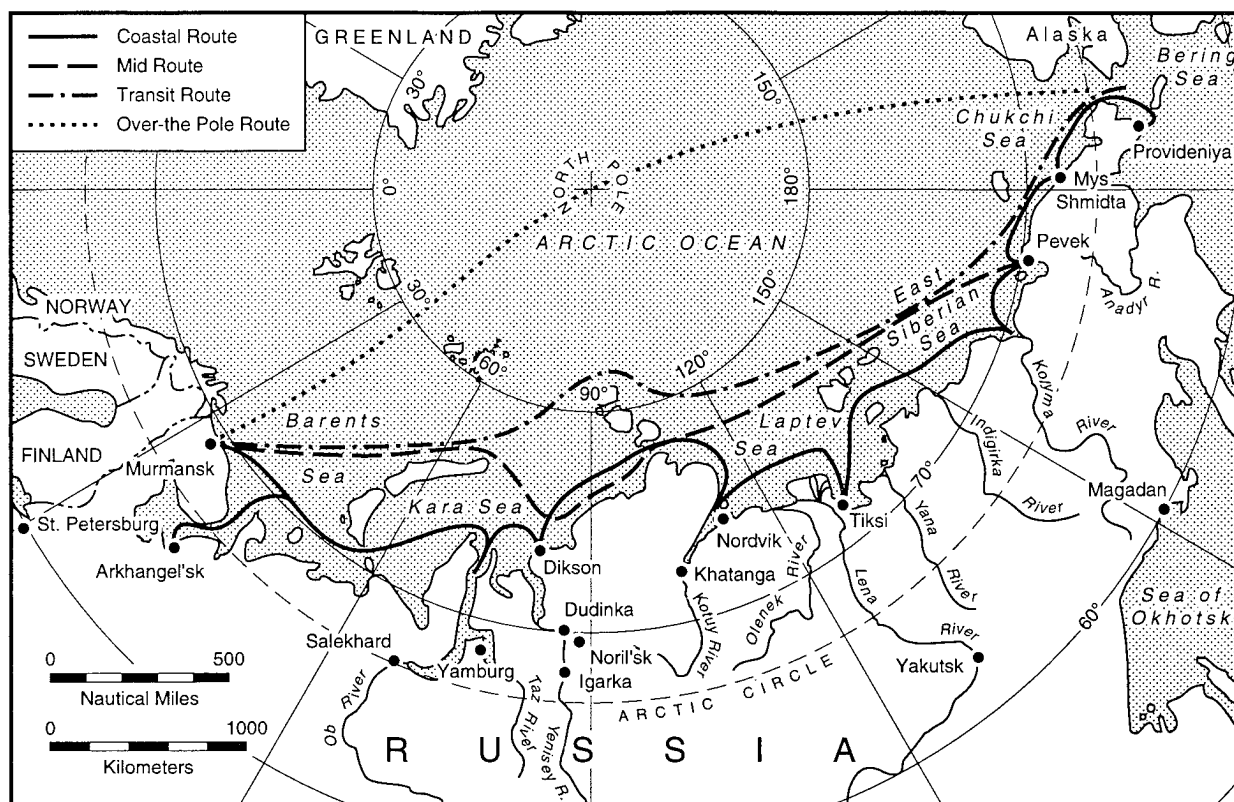 Coastal Route
Mid Route
Transit Route
Over-the Pole Route
GREENLAND
30°
150°
Alaska
Bering
Sea
Chukchi
Sea
Provideniya
NORTH
POLE
0°
180°
Mys
Shmidta
ARCTIC OCEAN
Pevek
30°
150°
East
Siberian
Sea
Anadyr R.
NORWAY
SWEDEN
60°
120°
90°
Barents
Sea
Laptev
Sea
Kolyma
River
Indigirka
River
FINLAND
Murmansk
Kara Sea
70°
Magadan
St. Petersburg
Arkhangel'sk
Dikson
Nordvik
Tiksi
Yana
River
Khatanga
Kotuy River
Olenek
River
Lena
River
Dudinka
Noril'sk
Igarka
Salekhard
Yamburg
Yakutsk
60°
Sea of
Okhotsk
0 500
Nautical Miles
0 1000
Kilometers
Ob
River
Taz River
Yenisey R.
ARCTIC CIRCLE
RUSSIA